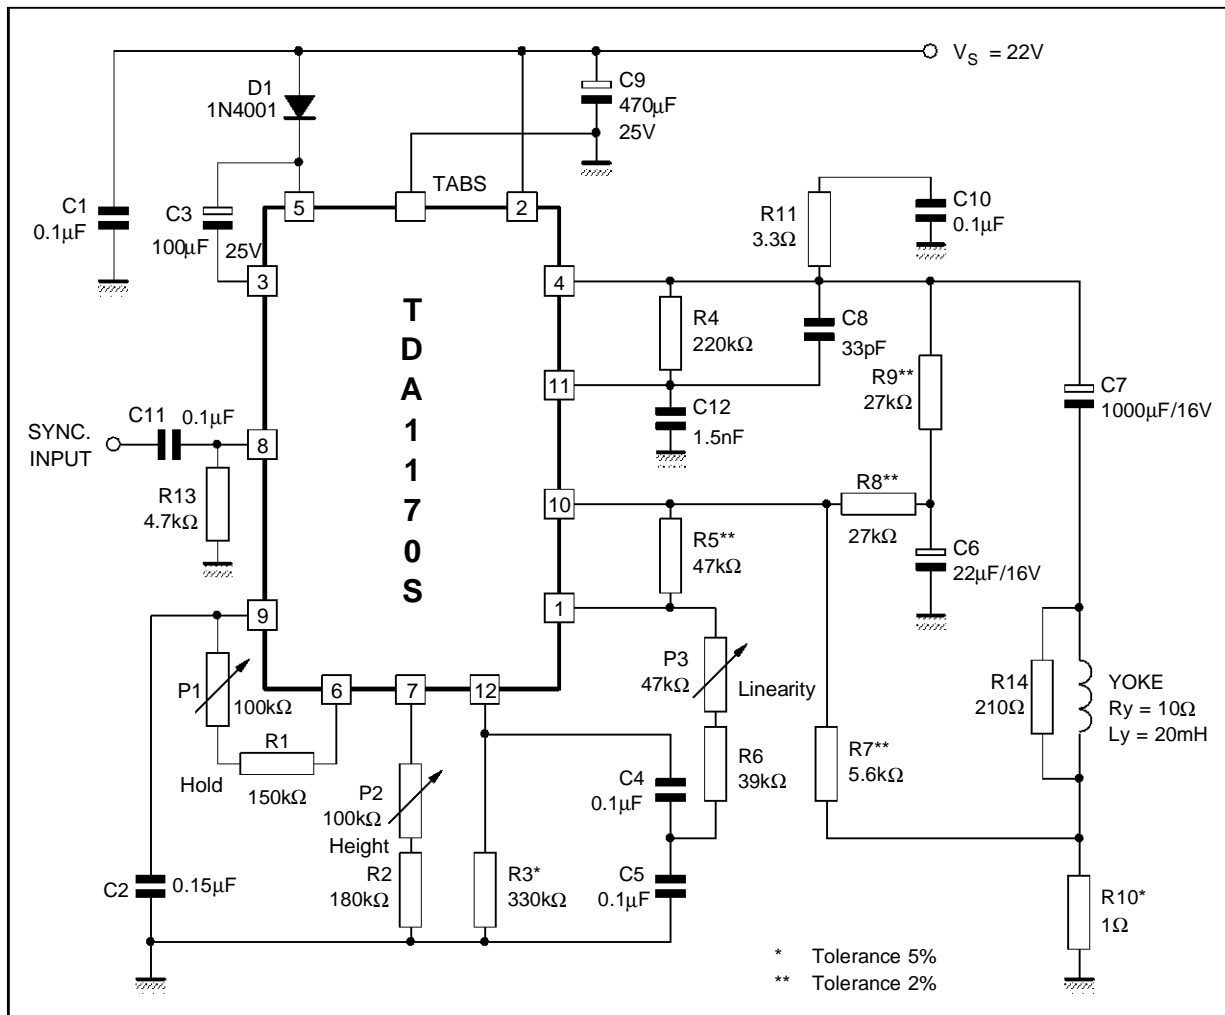 V_S = 22V
D1
1N4001
C9
470µF
25V
TABS
C1
0.1µF
C3
100µF
25V
5
2
R11
3.3Ω
C10
0.1µF
3
4
TDA1170S
R4
220kΩ
C8
33pF
R9**
27kΩ
C7
1000µF/16V
11
C12
1.5nF
C11
0.1µF
SYNC.
INPUT
8
R13
4.7kΩ
10
R8**
27kΩ
R5**
47kΩ
C6
22µF/16V
9
1
P1
100kΩ
6
7
12
P3
47kΩ
Linearity
R14
210Ω
YOKE
Ry = 10Ω
Ly = 20mH
R1
150kΩ
Hold
P2
100kΩ
Height
C4
0.1µF
R6
39kΩ
R7**
5.6kΩ
C2
0.15µF
R2
180kΩ
R3*
330kΩ
C5
0.1µF
R10*
1Ω
* Tolerance 5%
** Tolerance 2%